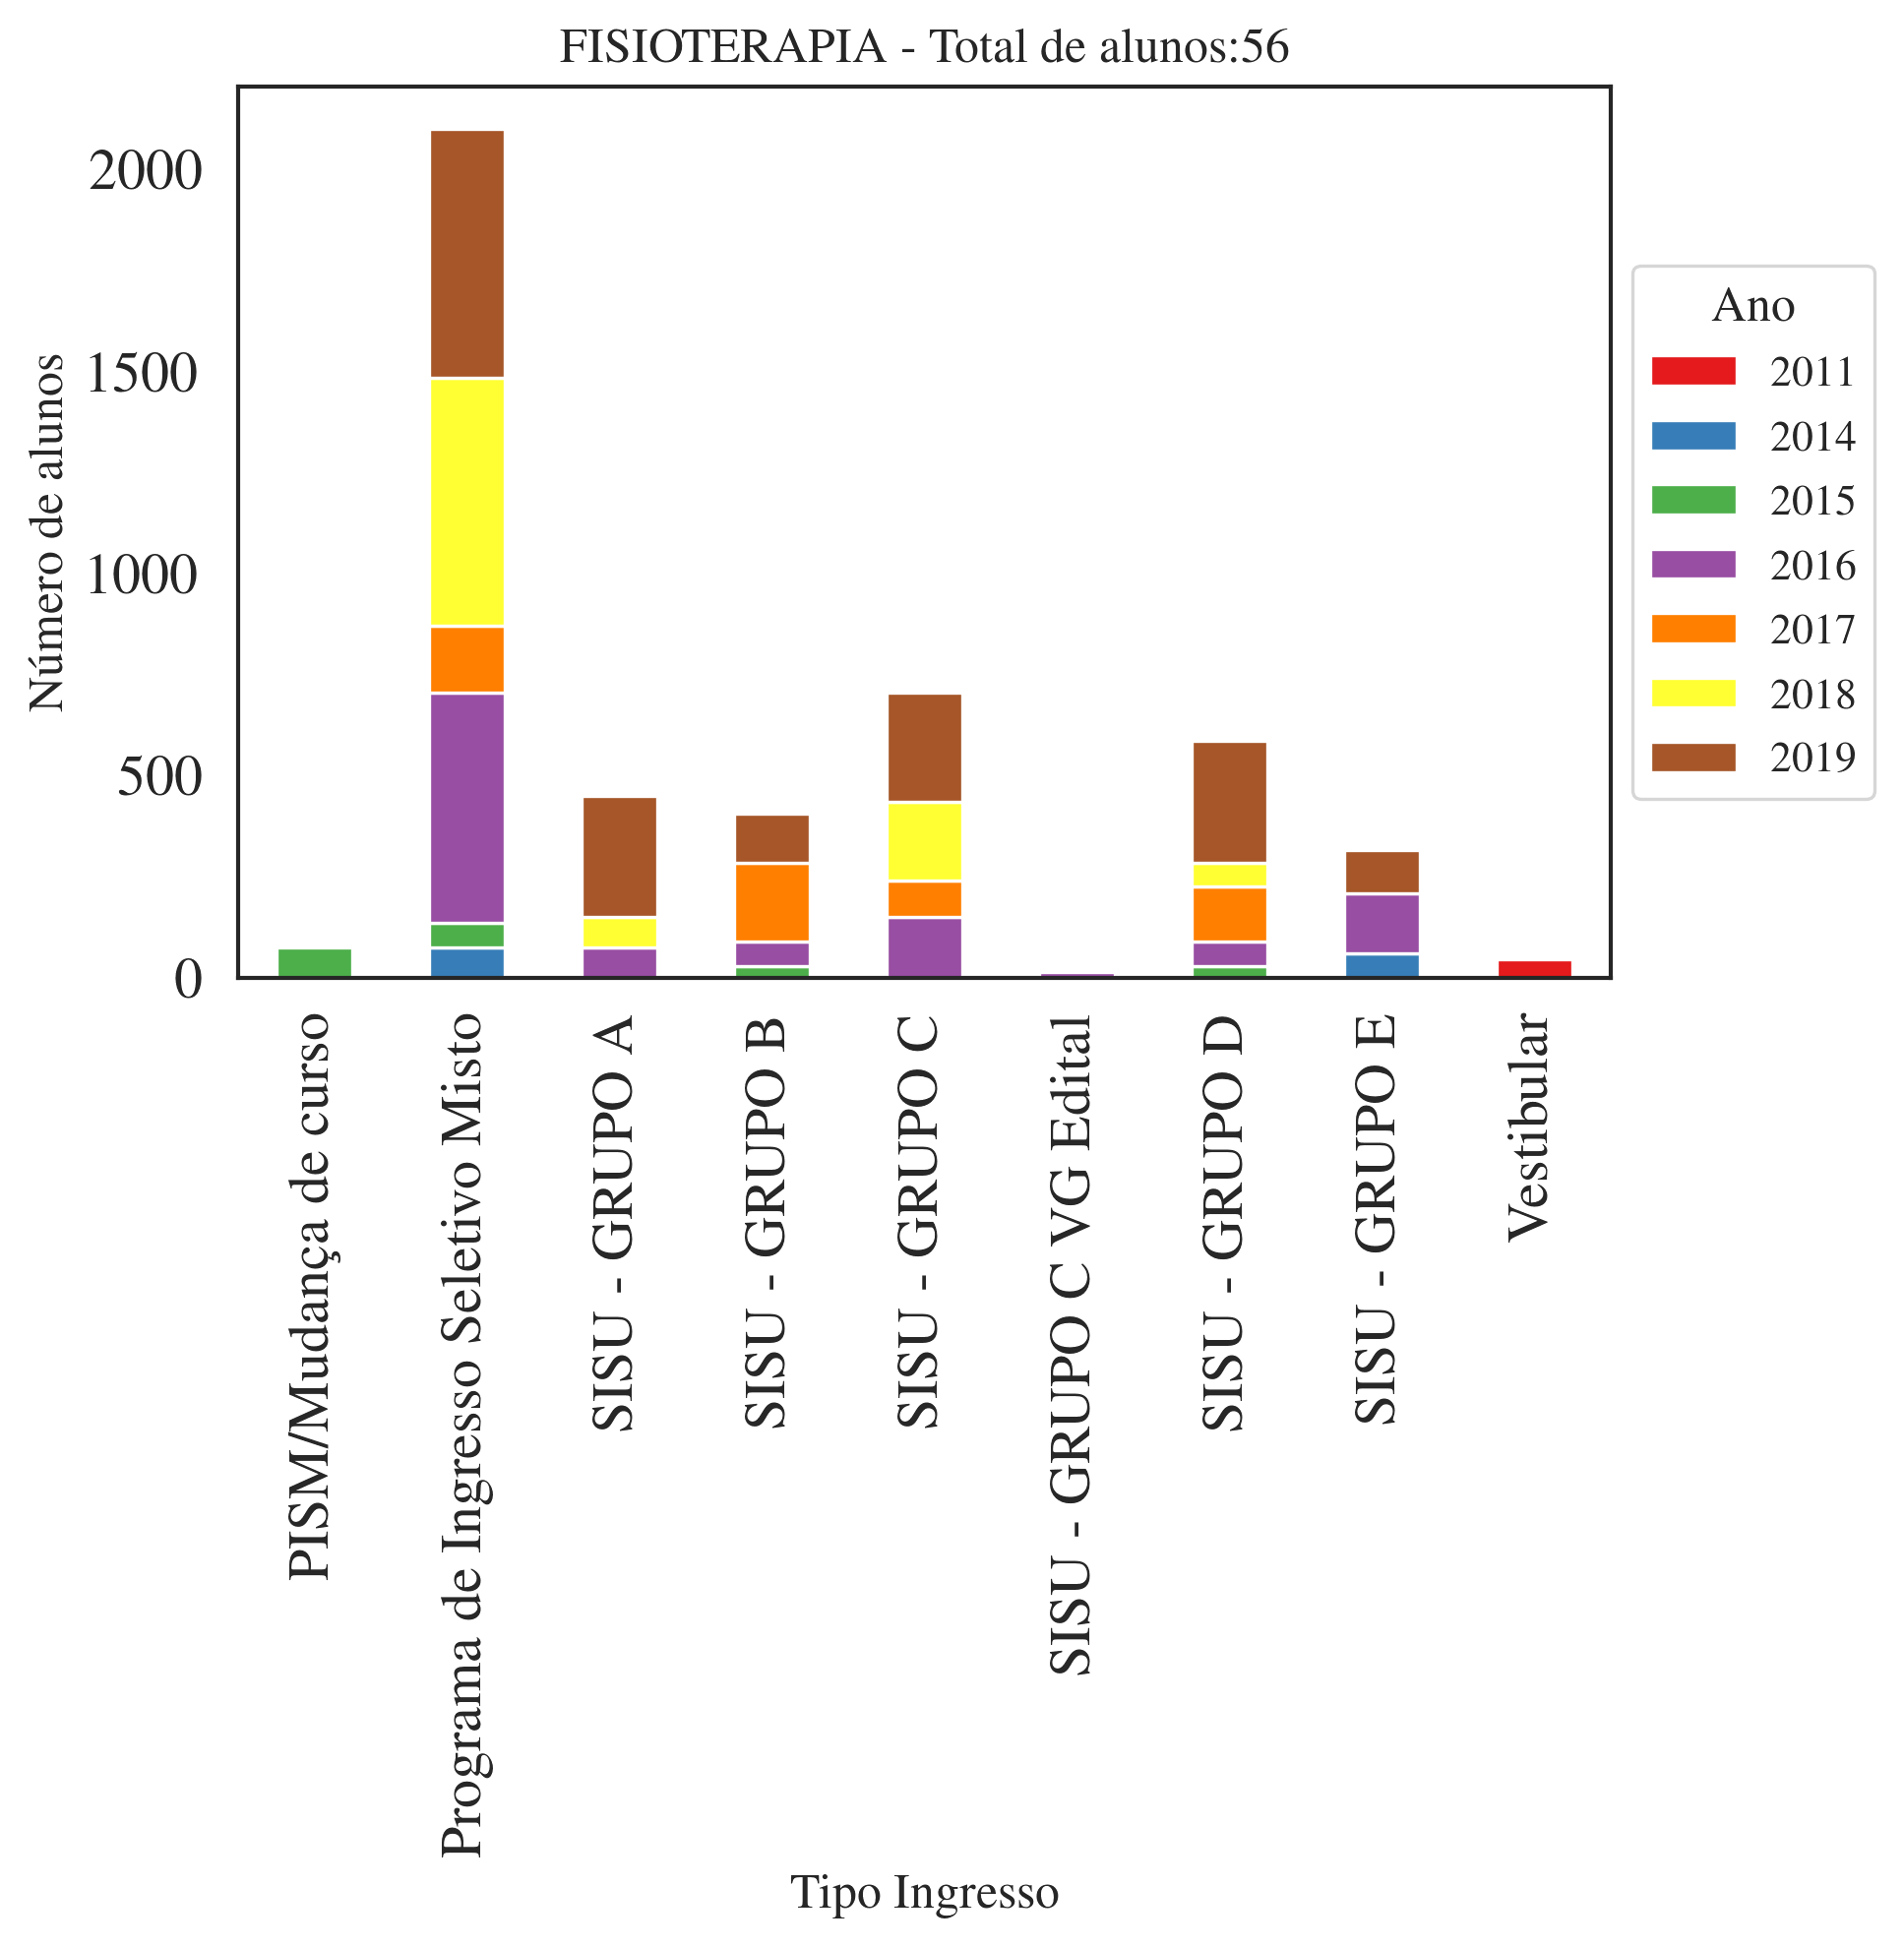 FISIOTERAPIA - Total de alunos:56
Número de alunos
2000
1500
1000
500
0
Ano
2011
2014
2015
2016
2017
2018
2019
PISM/Mudança de curso
Programa de Ingresso Seletivo Misto
SISU - GRUPO A
SISU - GRUPO B
SISU - GRUPO C
SISU - GRUPO C VG Edital
SISU - GRUPO D
SISU - GRUPO E
Vestibular
Tipo Ingresso